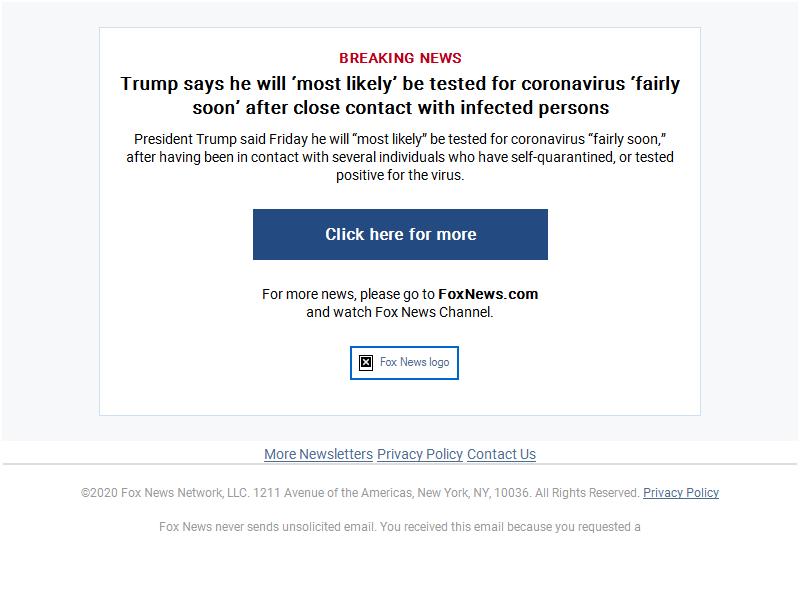 BREAKING NEWS
Trump says he will ‘most likely’ be tested for coronavirus ‘fairly
soon’ after close contact with infected persons
President Trump said Friday he will “most likely” be tested for coronavirus “fairly soon,”
after having been in contact with several individuals who have self-quarantined, or tested
positive for the virus.
Click here for more
For more news, please go to FoxNews.com
and watch Fox News Channel.
Fox News logo
More Newsletters Privacy Policy Contact Us
©2020 Fox News Network, LLC. 1211 Avenue of the Americas, New York, NY, 10036. All Rights Reserved. Privacy Policy
Fox News never sends unsolicited email. You received this email because you requested a